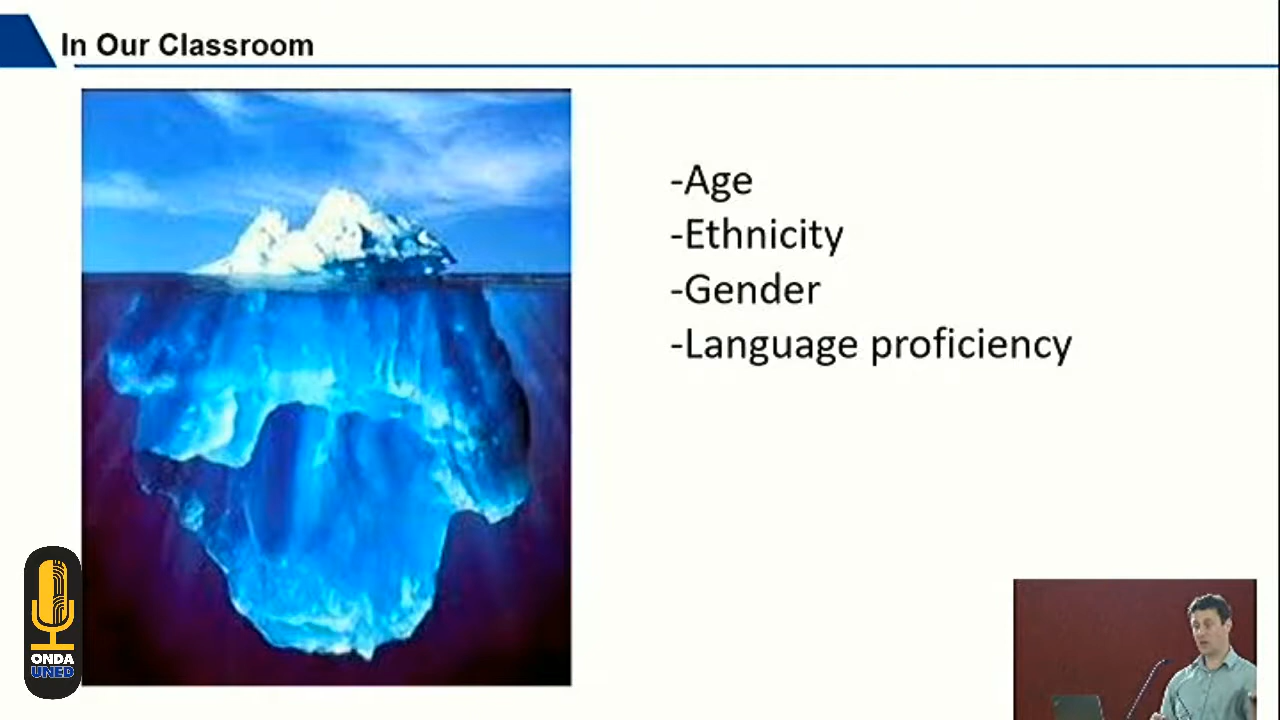 In Our Classroom
-Age
-Ethnicity
-Gender
-Language proficiency
ONDA
UNED